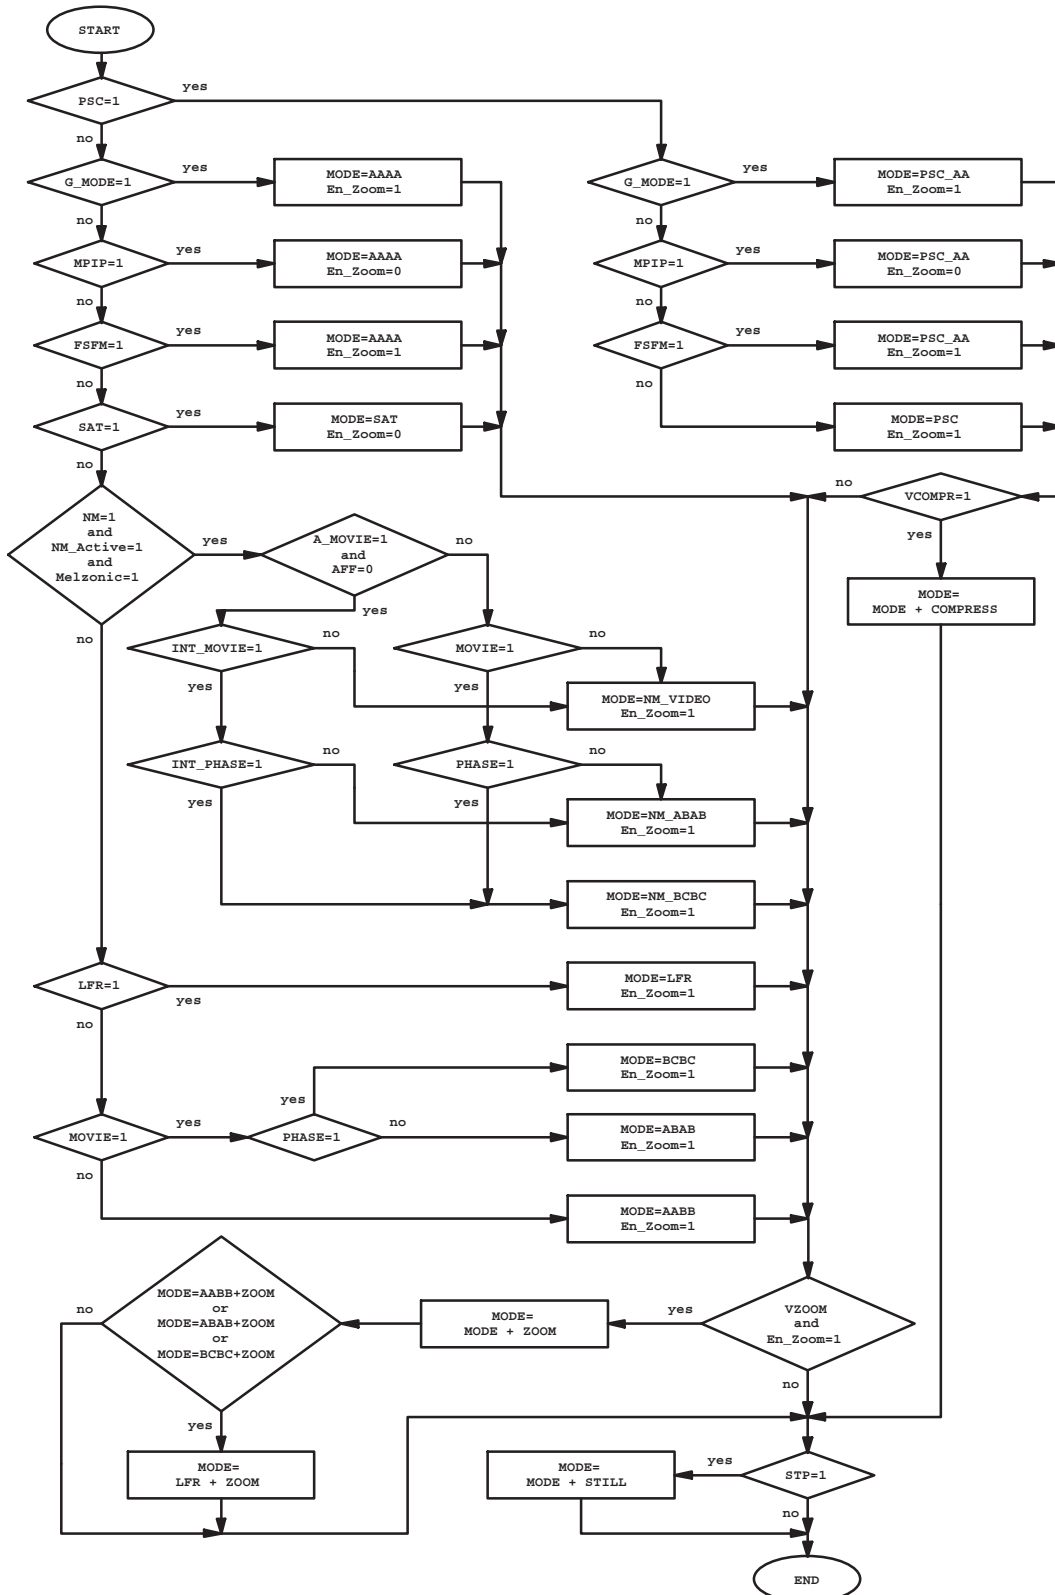 START
PSC=1
yes
no
G_MODE=1
yes
MODE=AAAA
En_Zoom=1
G_MODE=1
yes
MODE=PSC_AA
En_Zoom=1
no
no
MPIP=1
yes
MODE=AAAA
En_Zoom=0
MPIP=1
yes
MODE=PSC_AA
En_Zoom=0
no
no
FSFM=1
yes
MODE=AAAA
En_Zoom=1
FSFM=1
yes
MODE=PSC_AA
En_Zoom=1
no
no
SAT=1
yes
MODE=SAT
En_Zoom=0
MODE=PSC
En_Zoom=1
no
no
VCOMPR=1
yes
MODE=
MODE + COMPRESS
NM=1
and
NM_Active=1
and
Melzonic=1
yes
A_MOVIE=1
and
AFF=0
no
yes
no
INT_MOVIE=1
no
MOVIE=1
no
yes
yes
MODE=NM_VIDEO
En_Zoom=1
INT_PHASE=1
no
PHASE=1
no
yes
yes
MODE=NM_ABAB
En_Zoom=1
MODE=NM_BCBC
En_Zoom=1
LFR=1
yes
MODE=LFR
En_Zoom=1
no
MODE=BCBC
En_Zoom=1
yes
MOVIE=1
yes
PHASE=1
no
MODE=ABAB
En_Zoom=1
no
MODE=AABB
En_Zoom=1
VZOOM
and
En_Zoom=1
yes
MODE=
MODE + ZOOM
MODE=AABB+ZOOM
or
MODE=ABAB+ZOOM
or
MODE=BCBC+ZOOM
no
no
yes
MODE=
LFR + ZOOM
STP=1
yes
MODE=
MODE + STILL
no
END